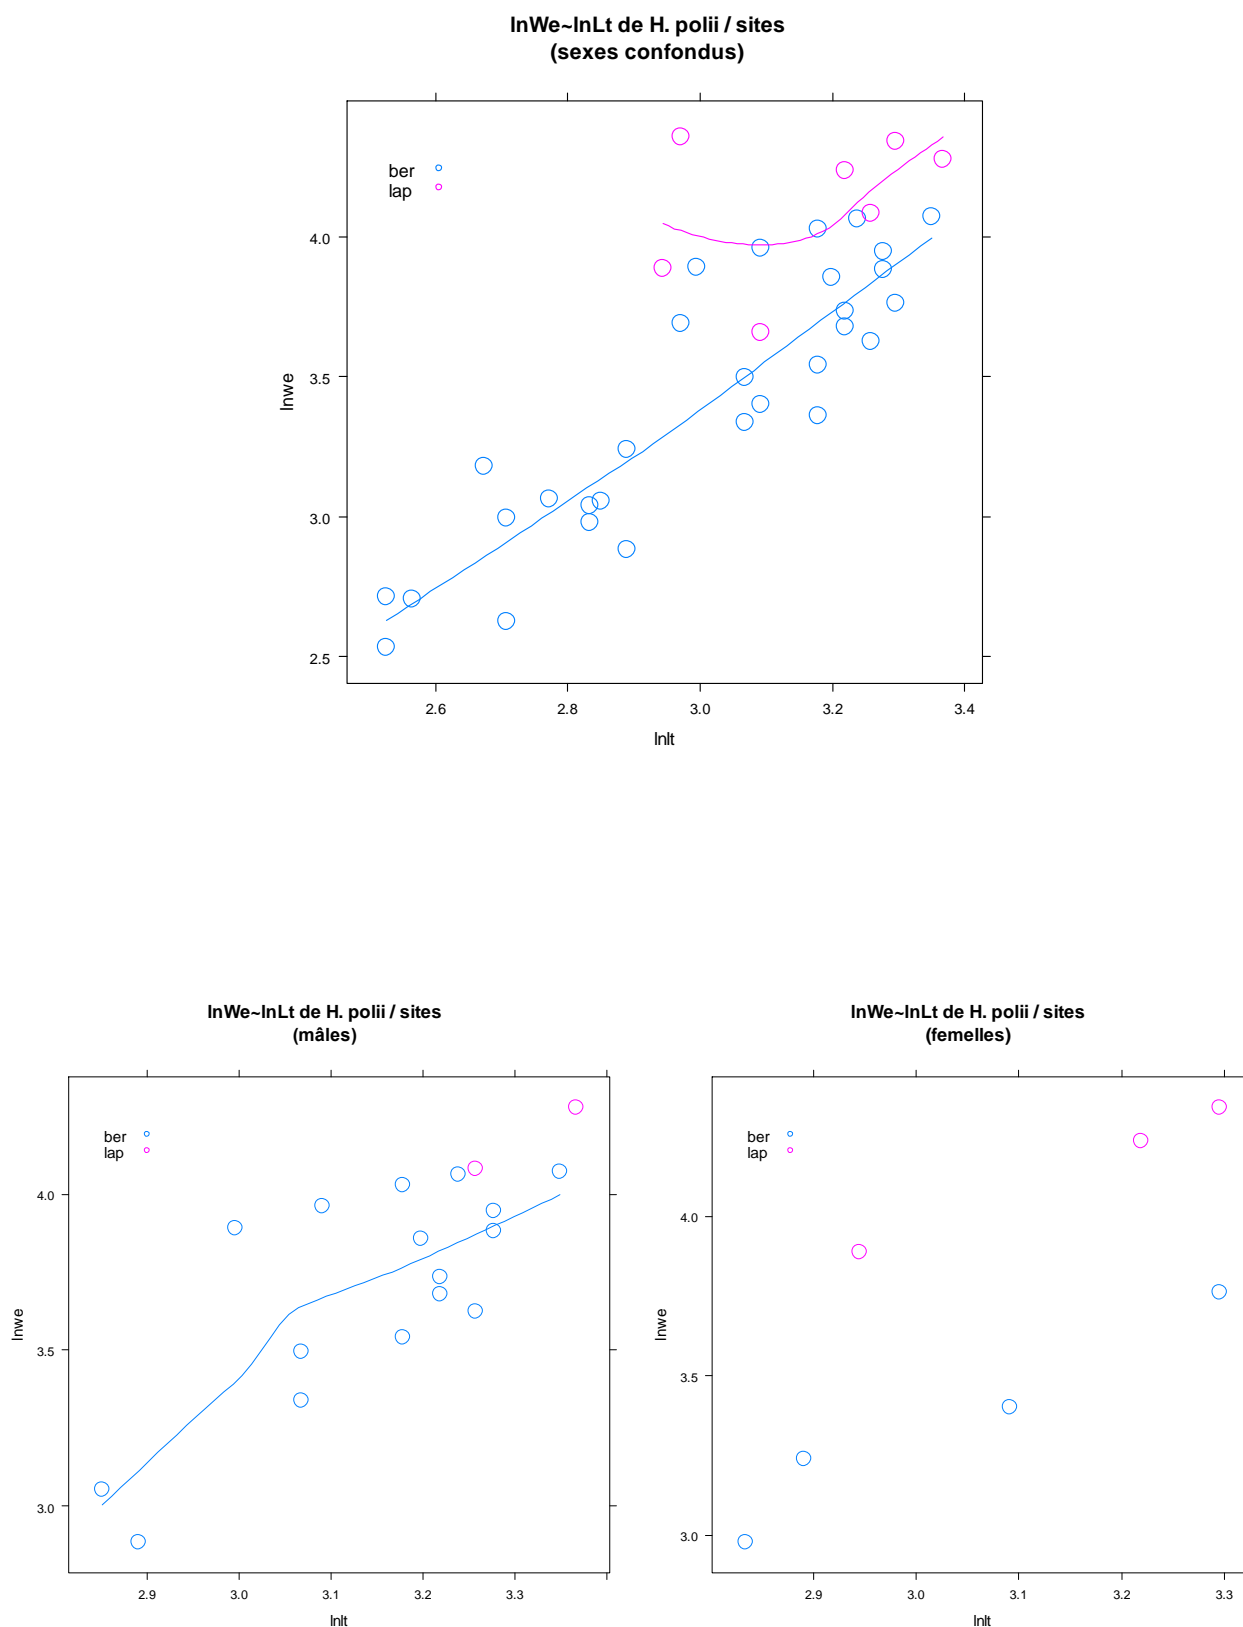 lnWe~lnLt de H. polii / sites
(sexes confondus)
ber
lap
4.0
3.5
3.0
2.5
lnwe
2.6 2.8 3.0 3.2 3.4
lnlt
lnWe~lnLt de H. polii / sites
(mâles)
ber
lap
4.0
3.5
3.0
lnwe
2.9 3.0 3.1 3.2 3.3
lnlt
lnWe~lnLt de H. polii / sites
(femelles)
ber
lap
4.0
3.5
3.0
lnwe
2.9 3.0 3.1 3.2 3.3
lnlt